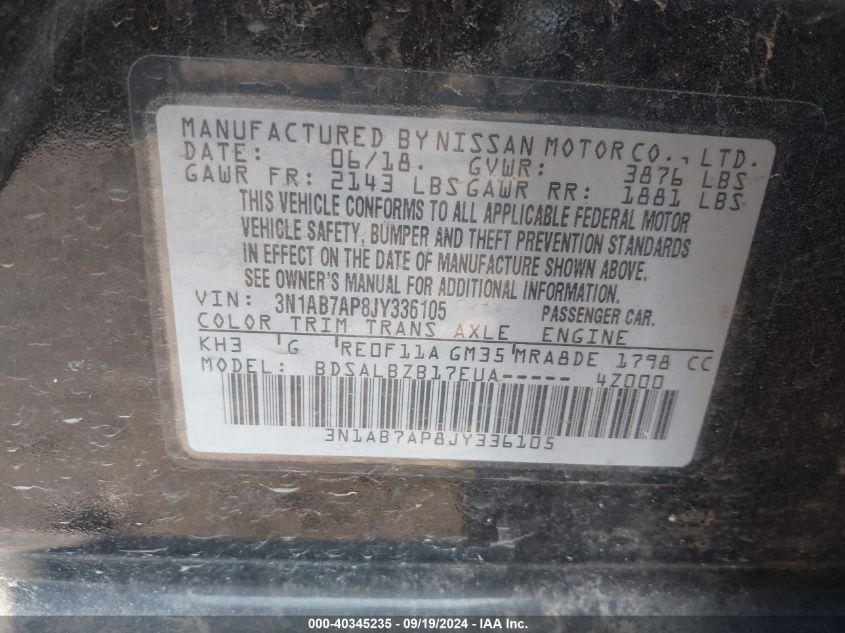 MANUFACTURED BY NISSAN MOTOR CO., LTD.
DATE: 06/18. GVWR: 3876 LBS
GAWR FR: 2143 LBS GAWR RR: 1881 LBS
THIS VEHICLE CONFORMS TO ALL APPLICABLE FEDERAL MOTOR
VEHICLE SAFETY, BUMPER AND THEFT PREVENTION STANDARDS
IN EFFECT ON THE DATE OF MANUFACTURE SHOWN ABOVE.
SEE OWNER'S MANUAL FOR ADDITIONAL INFORMATION.
VIN: 3N1AB7AP8JY336105 PASSENGER CAR.
COLOR TRIM TRANS AXLE ENGINE
KH3 'G 'RE0F11A GM35'MRA8DE 1798 CC
MODEL: BDSALBZB17EUA----- 4Z000
3N1AB7AP8JY336105
000-40345235 - 09/19/2024 - IAA Inc.